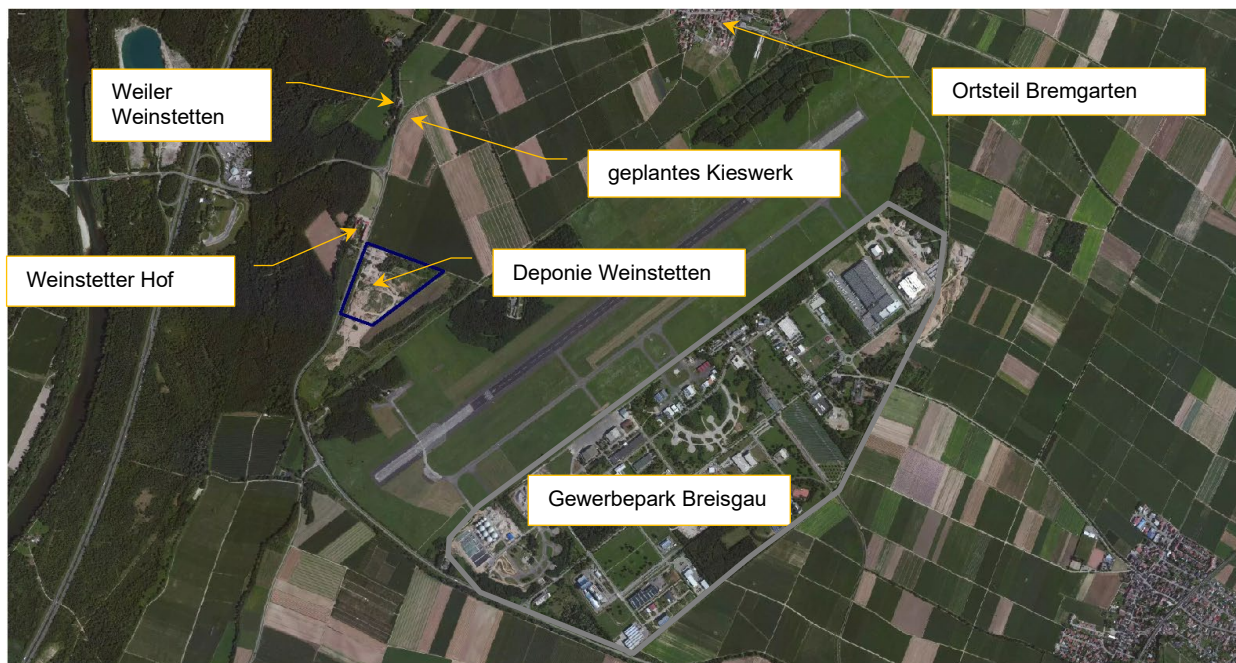 Weiler
Weinstetten
Ortsteil Bremgarten
geplantes Kieswerk
Weinstetter Hof
Deponie Weinstetten
Gewerbepark Breisgau